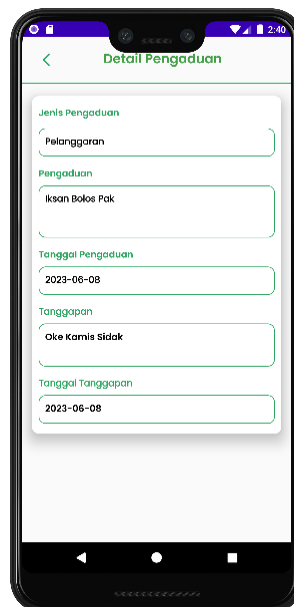 2:40
Detail Pengaduan
Jenis Pengaduan
Pelanggaran
Pengaduan
Iksan Bolos Pak
Tanggal Pengaduan
2023-06-08
Tanggapan
Oke Kamis Sidak
Tanggal Tanggapan
2023-06-08